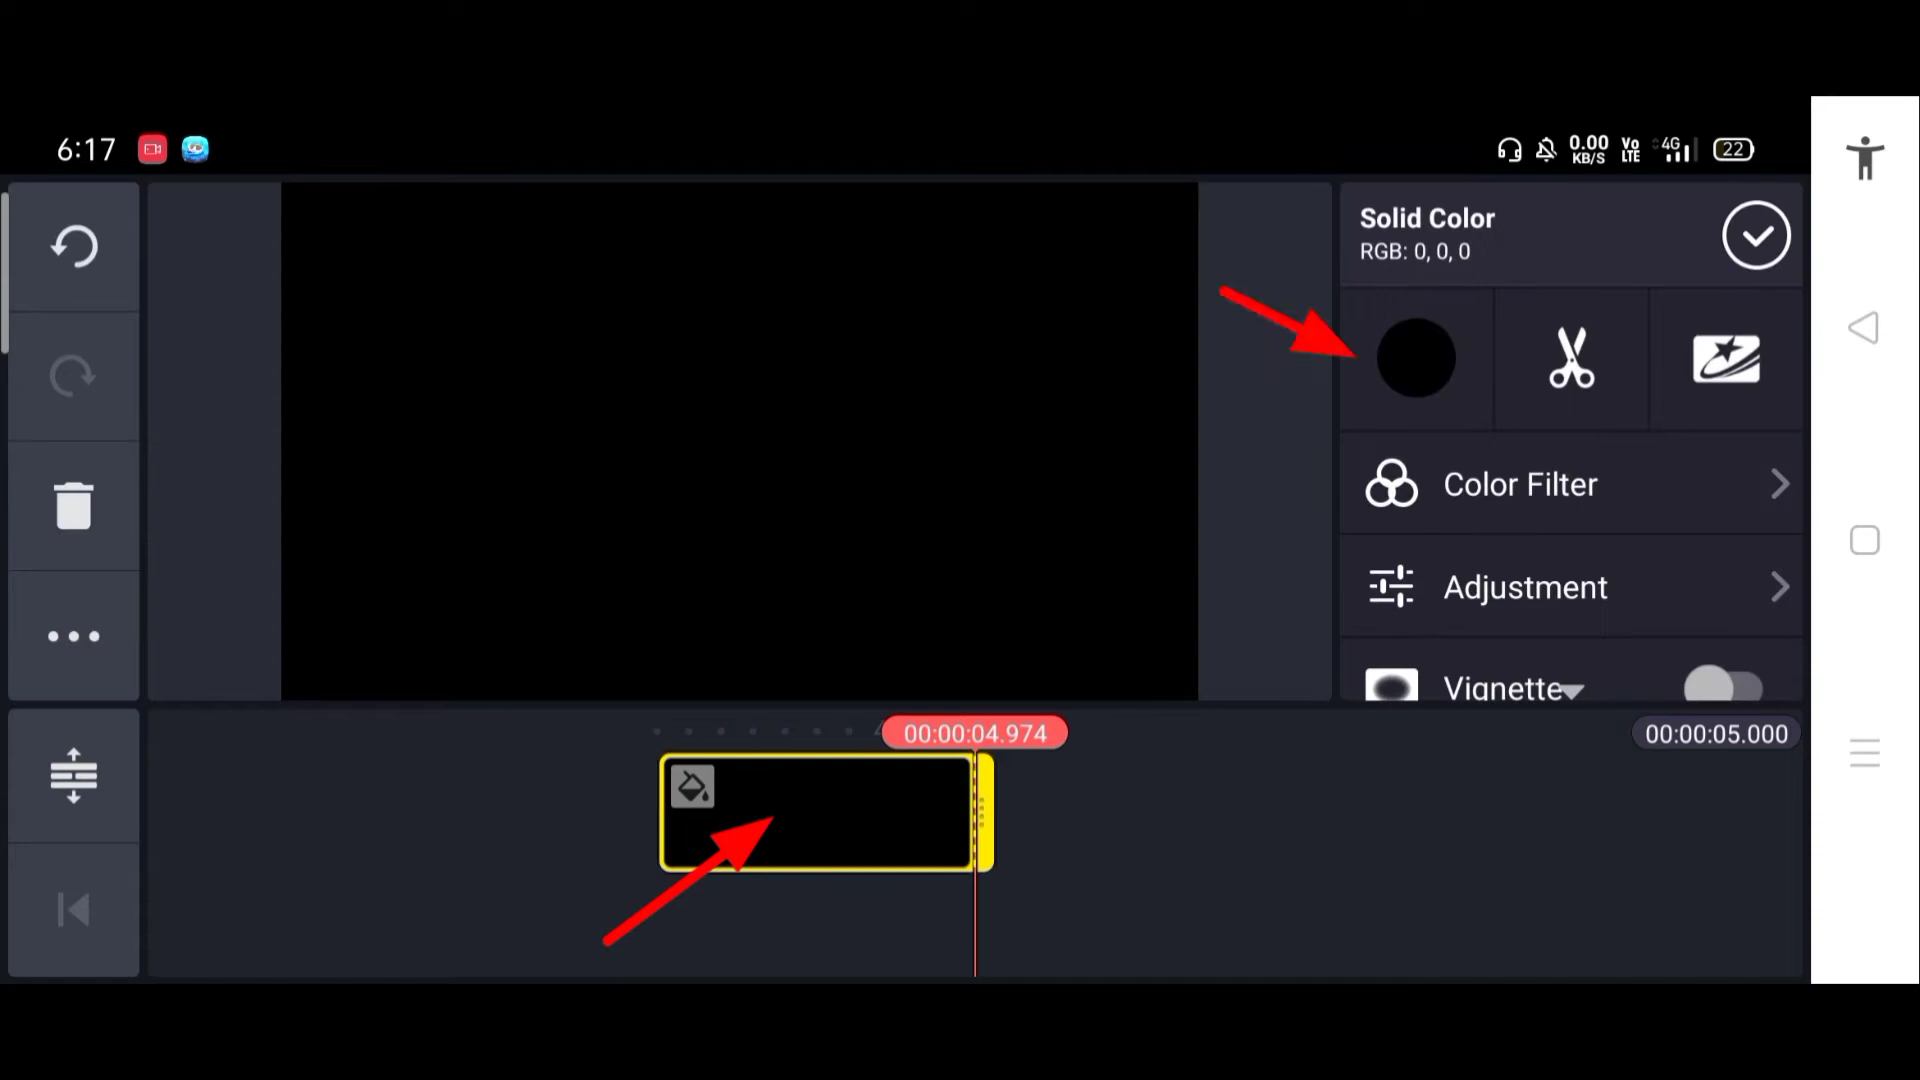 6:17
0.00
KB/S
Vo
LTE
4G
22
Solid Color
RGB: 0, 0, 0
Color Filter
Adjustment
Vignette
00:00:04.974
00:00:05.000